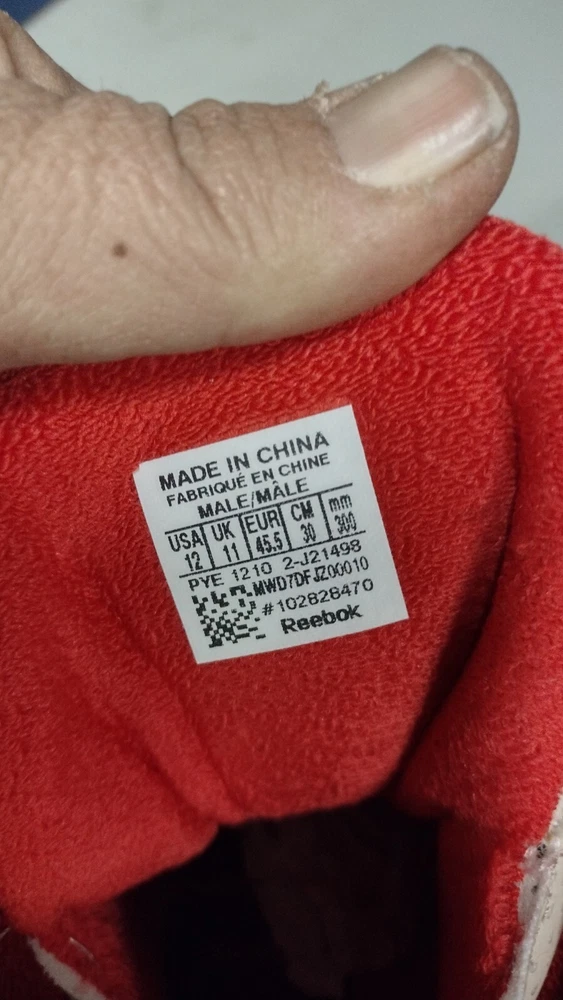 MADE IN CHINA
FABRIQUÉ EN CHINE
MALE/MÂLE
USA UK EUR CM mm
12 11 45.5 30 300
PYE 1210 2-J21498
MWD7DFJZ00010
#102828470
Reebok